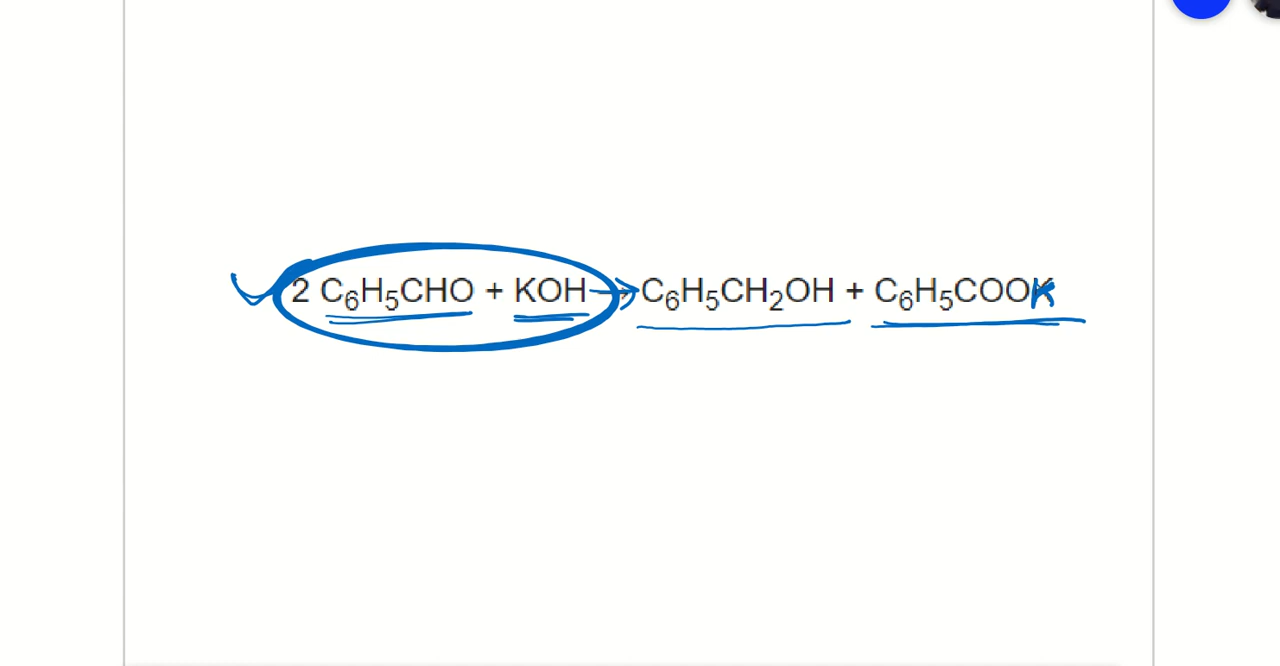 2 C₆H₅CHO + KOH → C₆H₅CH₂OH + C₆H₅COOK